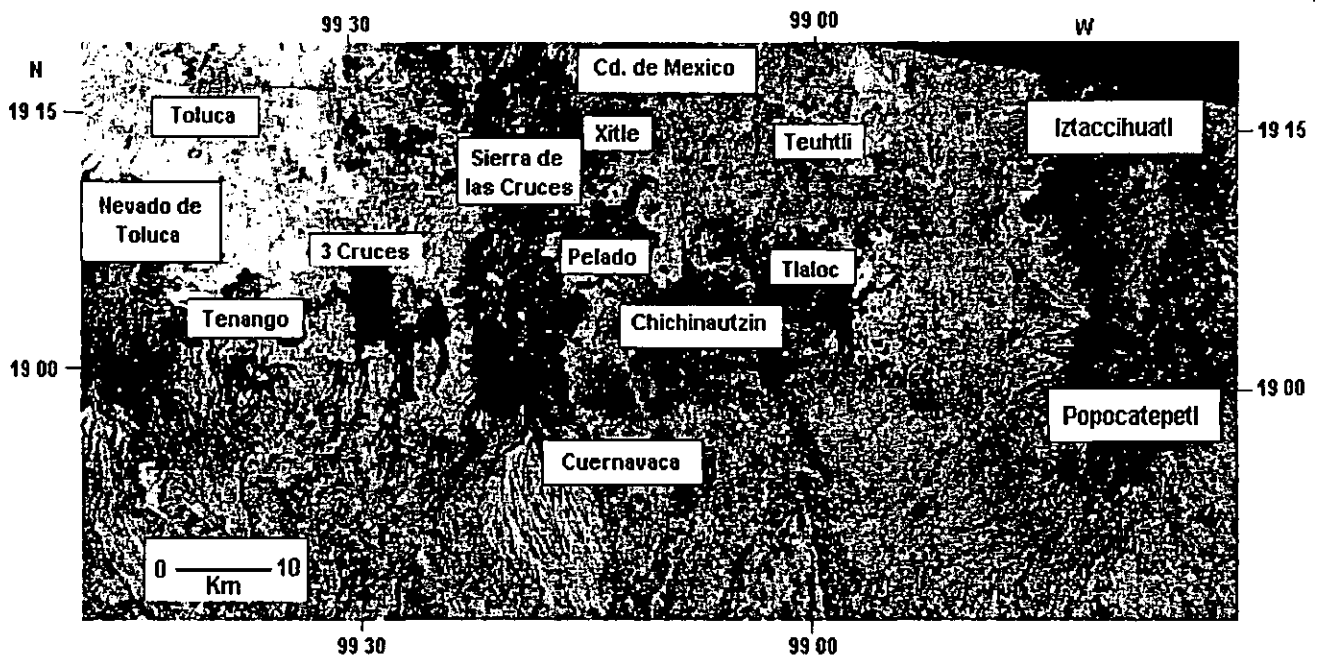 99 30
99 00
W
N
Cd. de Mexico
19 15
Toluca
Xitle
Teuhtli
Iztaccihuatl
19 15
Sierra de
las Cruces
Nevado de
Toluca
3 Cruces
Pelado
Tlaloc
Tenango
Chichinautzin
19 00
19 00
Popocatepetl
Cuernavaca
0 10
Km
99 30
99 00